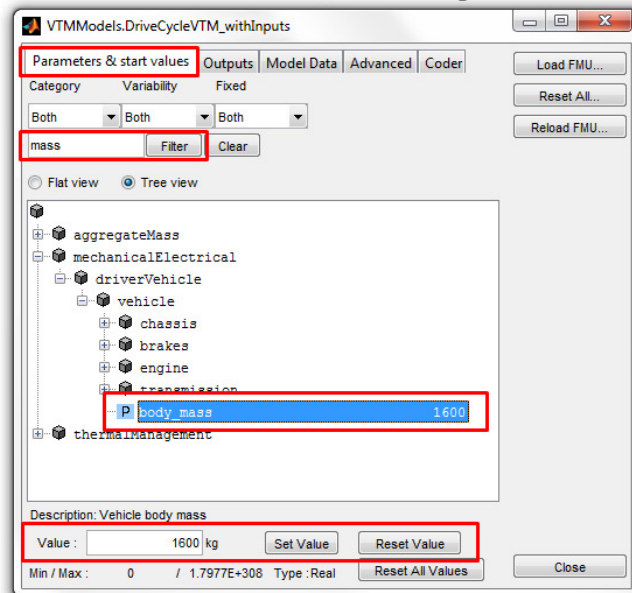 VTMModels.DriveCycleVTM_withInputs
Parameters & start values Outputs Model Data Advanced Coder
Load FMU...
Category Variability Fixed
Reset All...
Both Both Both
Reload FMU...
mass Filter Clear
Flat view Tree view
aggregateMass
mechanicalElectrical
driverVehicle
vehicle
chassis
brakes
engine
transmission
P body_mass 1600
thermalManagement
Description: Vehicle body mass
Value : 1600 kg Set Value Reset Value
Min / Max : 0 / 1.7977E+308 Type : Real Reset All Values Close